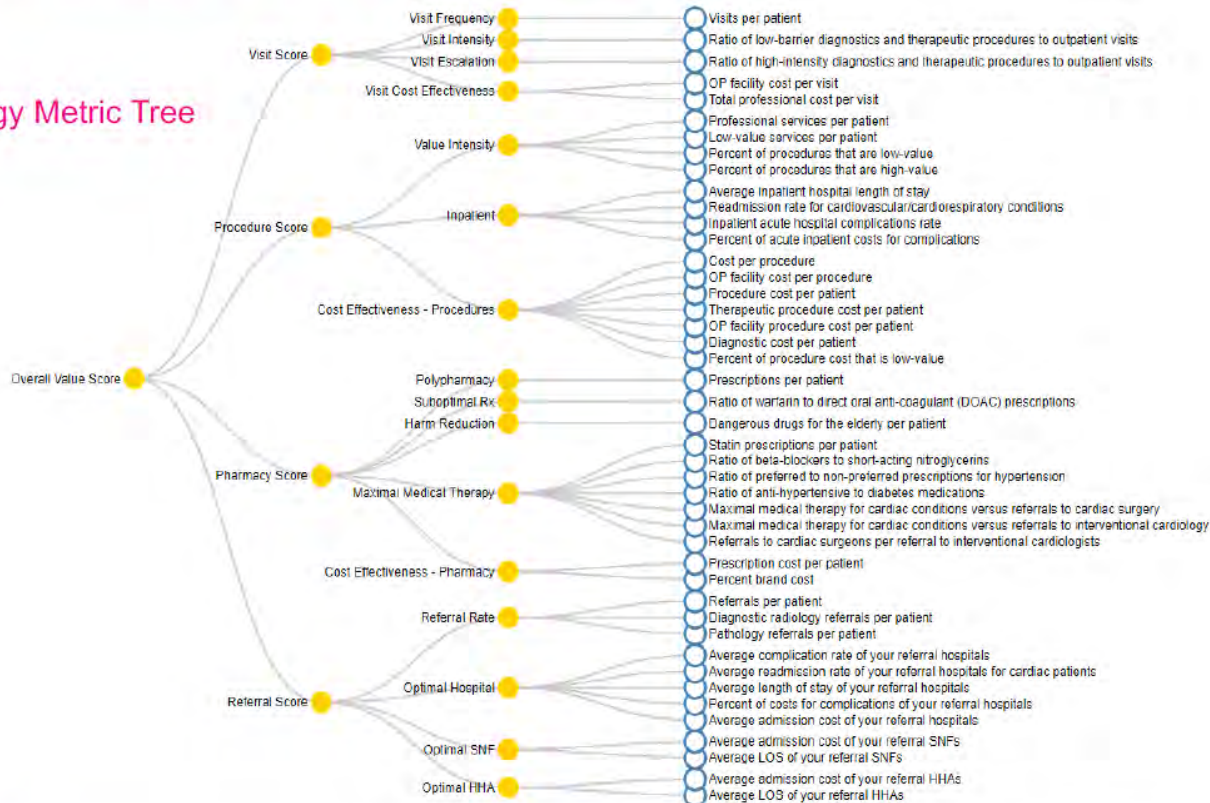 gy Metric Tree
Overall Value Score
Visit Score
Visit Frequency
Visits per patient
Visit Intensity
Ratio of low-barrier diagnostics and therapeutic procedures to outpatient visits
Visit Escalation
Ratio of high-intensity diagnostics and therapeutic procedures to outpatient visits
Visit Cost Effectiveness
OP facility cost per visit
Total professional cost per visit
Procedure Score
Value Intensity
Professional services per patient
Low-value services per patient
Percent of procedures that are low-value
Percent of procedures that are high-value
Inpatient
Average inpatient hospital length of stay
Readmission rate for cardiovascular/cardiorespiratory conditions
Inpatient acute hospital complications rate
Percent of acute inpatient costs for complications
Cost Effectiveness - Procedures
Cost per procedure
OP facility cost per procedure
Procedure cost per patient
Therapeutic procedure cost per patient
OP facility procedure cost per patient
Diagnostic cost per patient
Percent of procedure cost that is low-value
Pharmacy Score
Polypharmacy
Prescriptions per patient
Suboptimal Rx
Ratio of warfarin to direct oral anti-coagulant (DOAC) prescriptions
Harm Reduction
Dangerous drugs for the elderly per patient
Maximal Medical Therapy
Statin prescriptions per patient
Ratio of beta-blockers to short-acting nitroglycerins
Ratio of preferred to non-preferred prescriptions for hypertension
Ratio of anti-hypertensive to diabetes medications
Maximal medical therapy for cardiac conditions versus referrals to cardiac surgery
Maximal medical therapy for cardiac conditions versus referrals to interventional cardiology
Referrals to cardiac surgeons per referral to interventional cardiologists
Cost Effectiveness - Pharmacy
Prescription cost per patient
Percent brand cost
Referral Score
Referral Rate
Referrals per patient
Diagnostic radiology referrals per patient
Pathology referrals per patient
Optimal Hospital
Average complication rate of your referral hospitals
Average readmission rate of your referral hospitals for cardiac patients
Average length of stay of your referral hospitals
Percent of costs for complications of your referral hospitals
Average admission cost of your referral hospitals
Optimal SNF
Average admission cost of your referral SNFs
Average LOS of your referral SNFs
Optimal HHA
Average admission cost of your referral HHAs
Average LOS of your referral HHAs